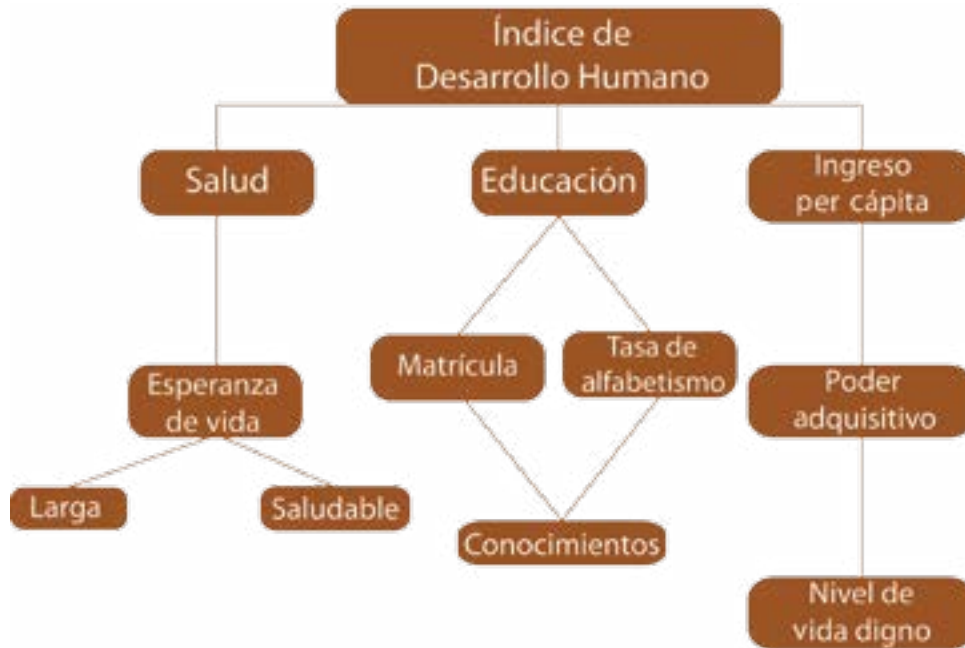 Índice de
Desarrollo Humano
Salud
Educación
Ingreso
per cápita
Matrícula
Tasa de
alfabetismo
Esperanza
de vida
Poder
adquisitivo
Larga
Saludable
Conocimientos
Nivel de
vida digno